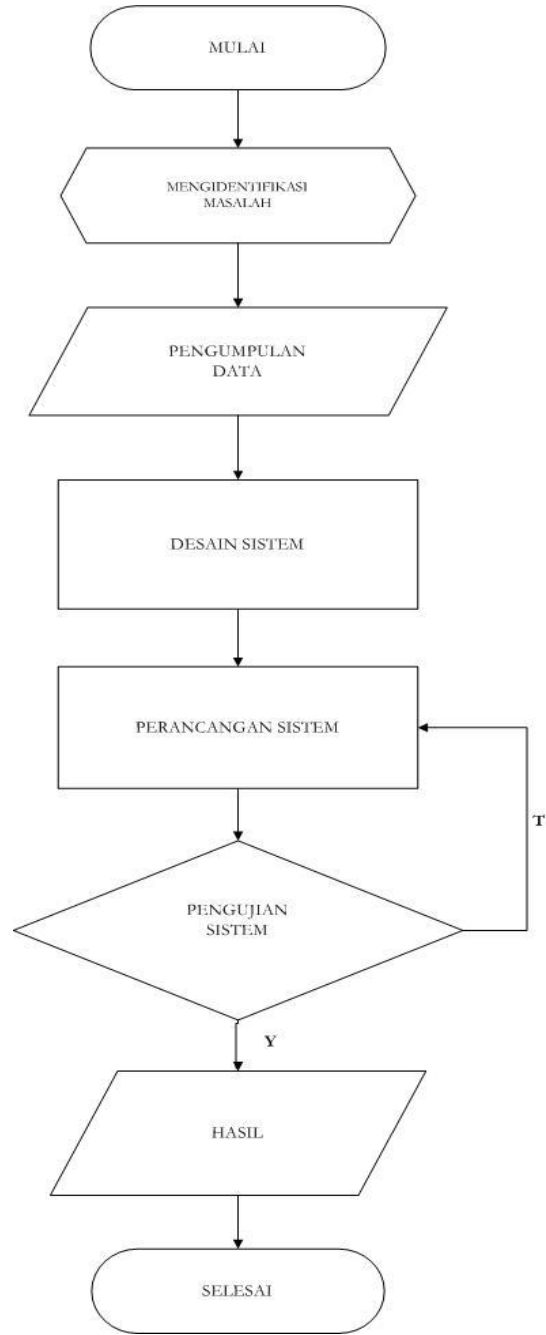 MULAI
MENGIDENTIFIKASI
MASALAH
PENGUMPULAN
DATA
DESAIN SISTEM
PERANCANGAN SISTEM
T
PENGUJIAN
SISTEM
Y
HASIL
SELESAI